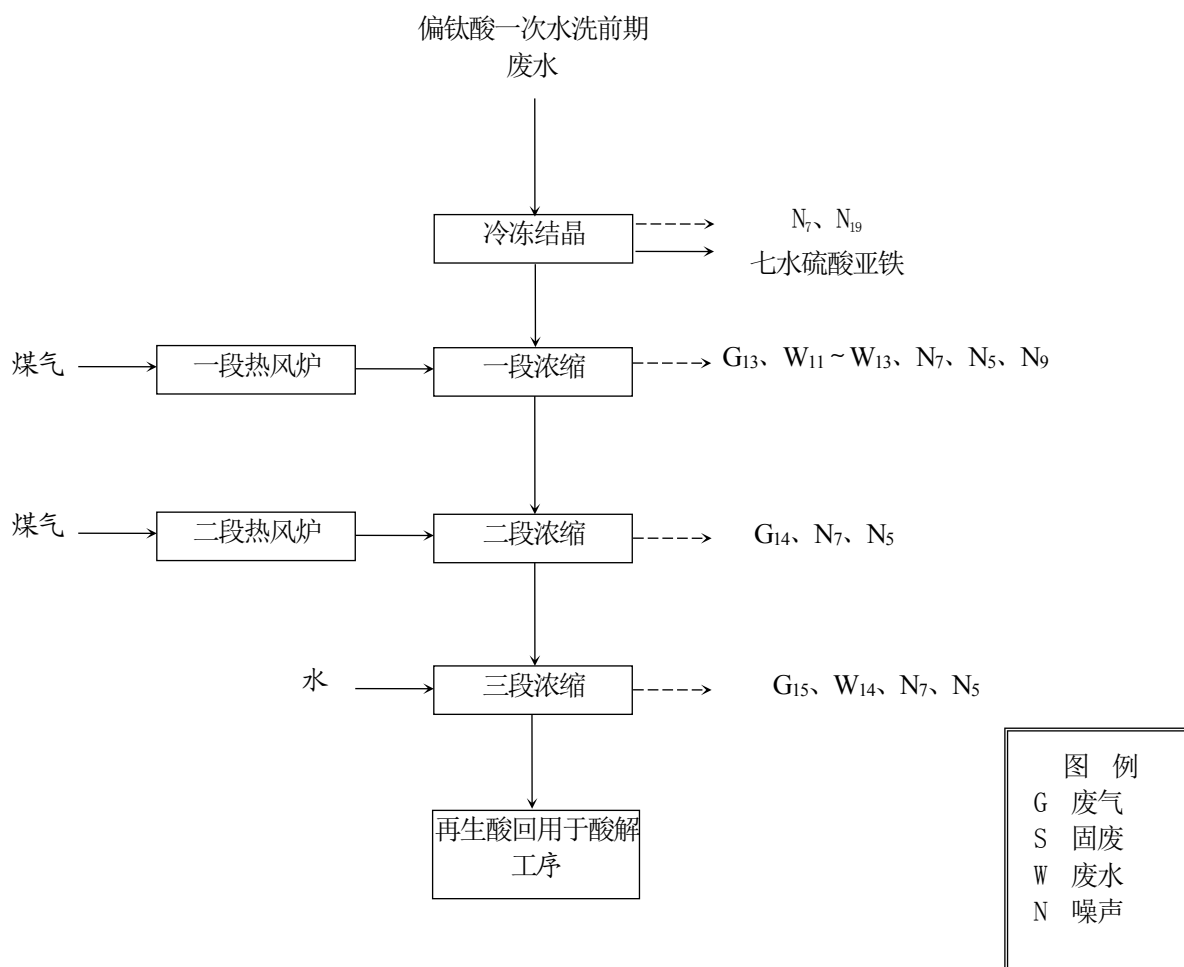 偏钛酸一次水洗前期
废水
冷冻结晶
N₇、N₁₉
七水硫酸亚铁
煤气
一段热风炉
一段浓缩
G₁₃、W₁₁~W₁₃、N₇、N₅、N₉
煤气
二段热风炉
二段浓缩
G₁₄、N₇、N₅
水
三段浓缩
G₁₅、W₁₄、N₇、N₅
再生酸回用于酸解
工序
图 例
G 废气
S 固废
W 废水
N 噪声